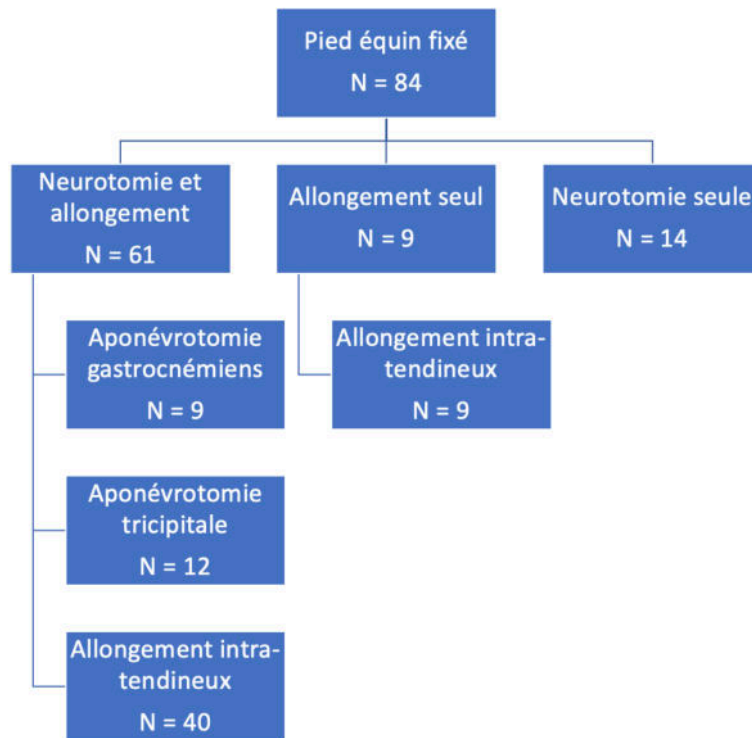 Pied équin fixé
N = 84
Neurotomie et
allongement
N = 61
Allongement seul
N = 9
Neurotomie seule
N = 14
Aponévrotomie
gastrocnémiens
N = 9
Allongement intra-
tendineux
N = 9
Aponévrotomie
tricipitale
N = 12
Allongement intra-
tendineux
N = 40